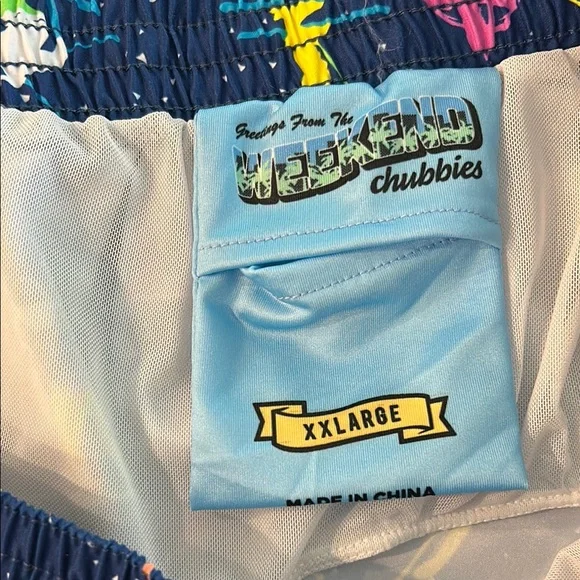 Greetings From The
WEEKEND
chubbies
XXLARGE
MADE IN CHINA